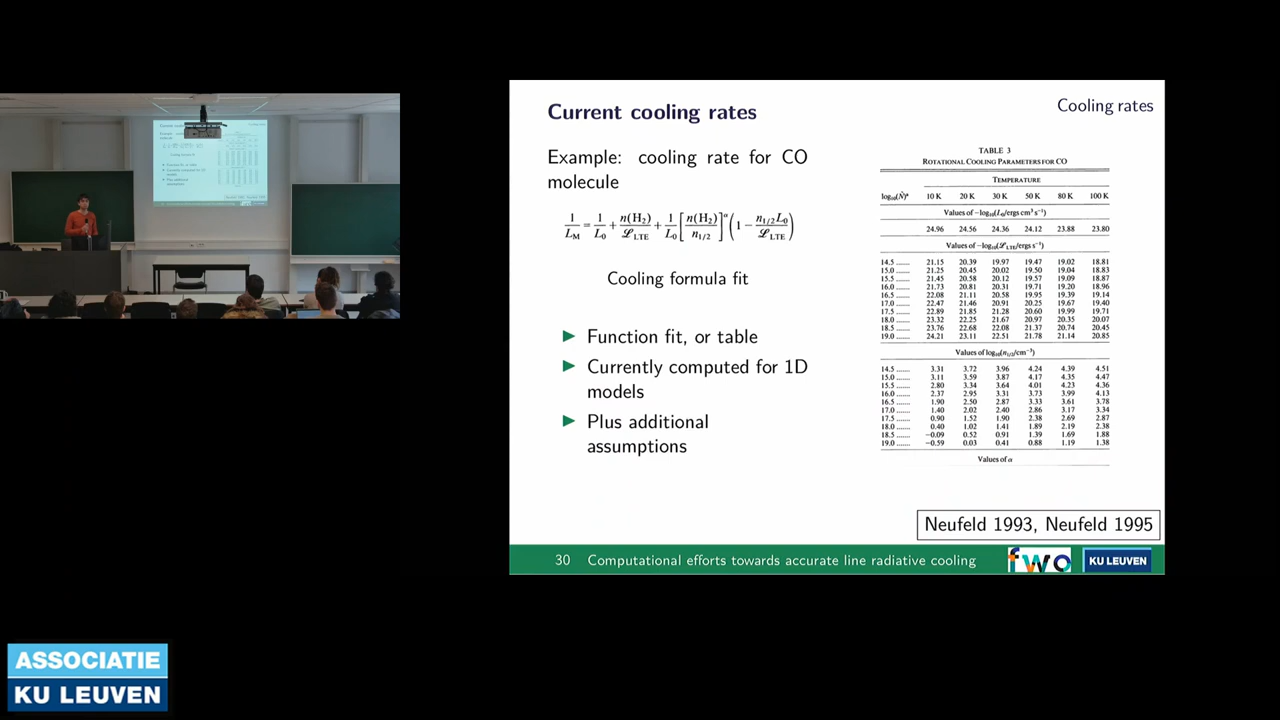 Current cooling rates
Cooling rates
Example: cooling rate for CO
molecule
1/L_M = 1/L_0 + n(H_2)/ℒ_LTE + 1/L_0 [n(H_2)/n_1/2]^α (1 − n_1/2 L_0/ℒ_LTE)
Cooling formula fit
▶ Function fit, or table
▶ Currently computed for 1D
models
▶ Plus additional
assumptions
TABLE 3
ROTATIONAL COOLING PARAMETERS FOR CO
TEMPERATURE
log10(Ñ)ᵃ 10 K 20 K 30 K 50 K 80 K 100 K
Values of −log10(L0/ergs cm³ s⁻¹)
24.96 24.56 24.36 24.12 23.88 23.80
Values of −log10(ℒLTE/ergs s⁻¹)
14.5 ........ 21.15 20.39 19.97 19.47 19.02 18.81
15.0 ........ 21.25 20.45 20.02 19.50 19.04 18.83
15.5 ........ 21.45 20.58 20.12 19.57 19.09 18.87
16.0 ........ 21.73 20.81 20.31 19.71 19.20 18.96
16.5 ........ 22.08 21.11 20.58 19.95 19.39 19.14
17.0 ........ 22.47 21.46 20.91 20.25 19.67 19.40
17.5 ........ 22.89 21.85 21.28 20.60 19.99 19.71
18.0 ........ 23.32 22.25 21.67 20.97 20.35 20.07
18.5 ........ 23.76 22.68 22.08 21.37 20.74 20.45
19.0 ........ 24.21 23.11 22.51 21.78 21.14 20.85
Values of log10(n1/2/cm⁻³)
14.5 ........ 3.31 3.72 3.96 4.24 4.39 4.51
15.0 ........ 3.11 3.59 3.87 4.17 4.35 4.47
15.5 ........ 2.80 3.34 3.64 4.01 4.23 4.36
16.0 ........ 2.37 2.95 3.31 3.73 3.99 4.13
16.5 ........ 1.90 2.50 2.87 3.33 3.61 3.78
17.0 ........ 1.40 2.02 2.40 2.86 3.17 3.34
17.5 ........ 0.90 1.52 1.90 2.38 2.69 2.87
18.0 ........ 0.40 1.02 1.41 1.89 2.19 2.38
18.5 ........ −0.09 0.52 0.91 1.39 1.69 1.88
19.0 ........ −0.59 0.03 0.41 0.88 1.19 1.38
Values of α
Neufeld 1993, Neufeld 1995
30 Computational efforts towards accurate line radiative cooling
fwo
KU LEUVEN
ASSOCIATIE
KU LEUVEN